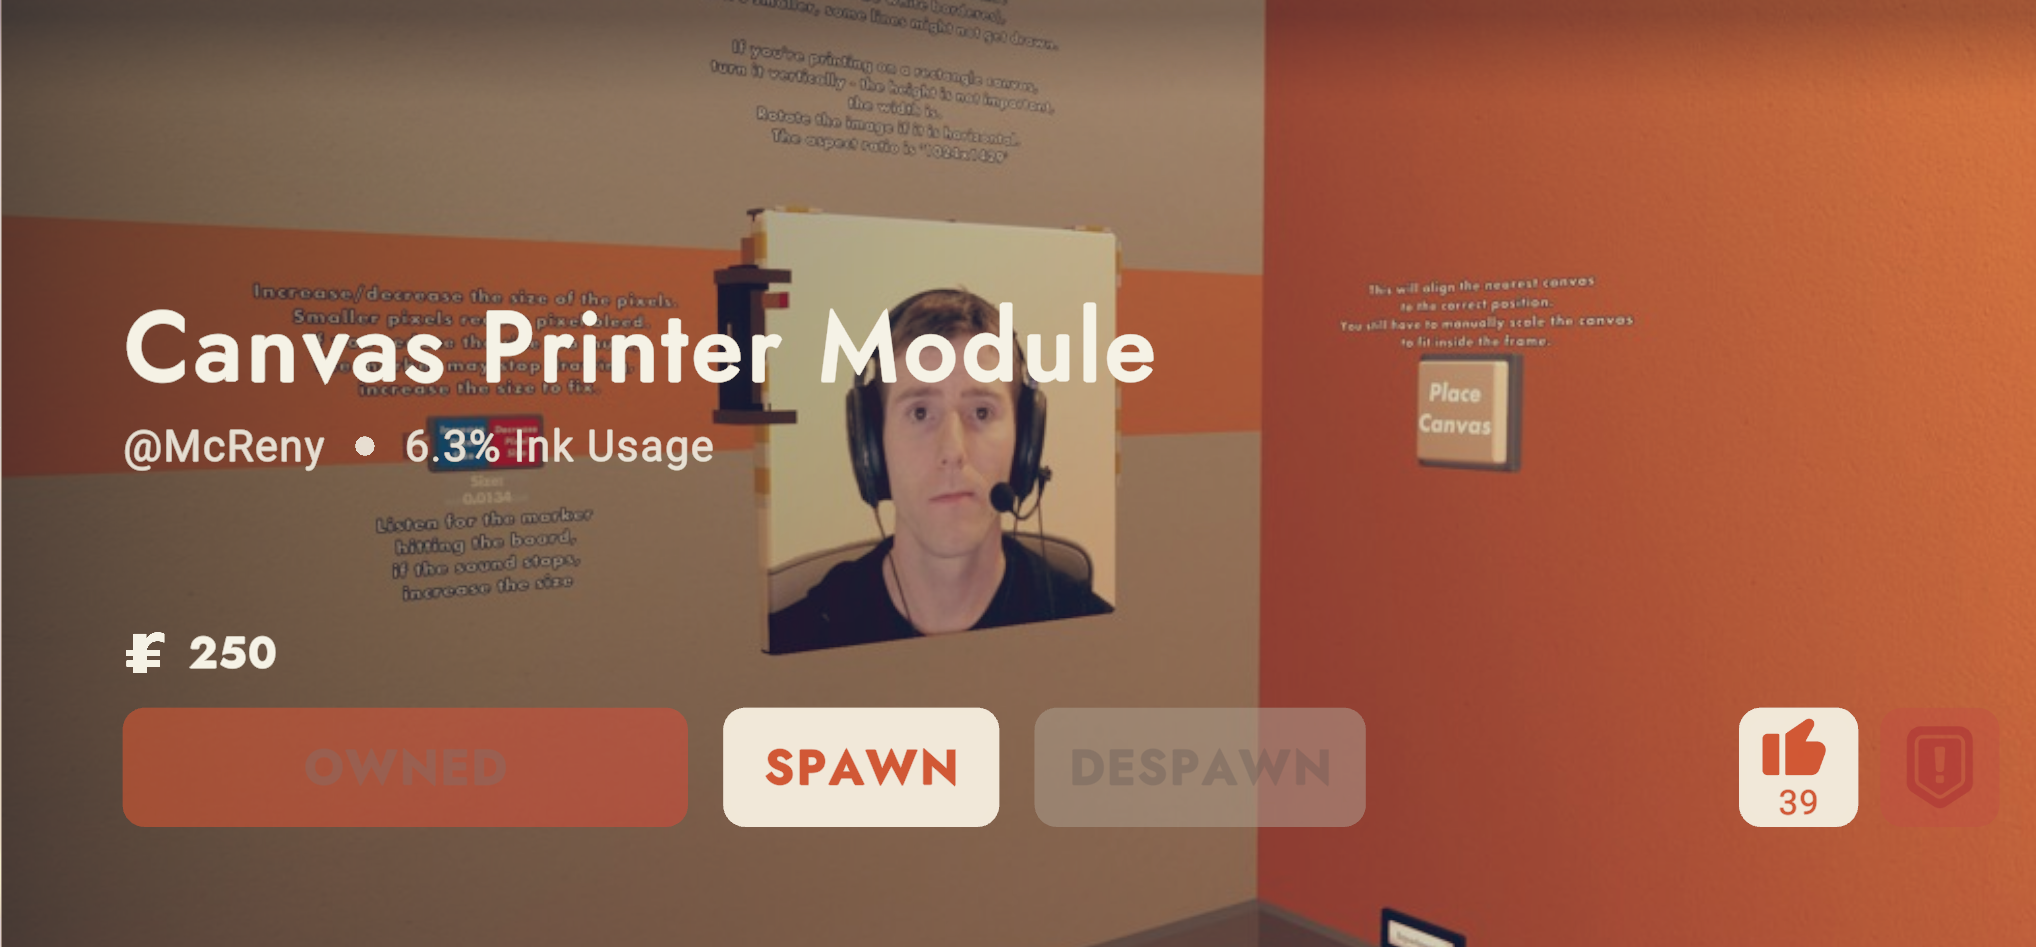 smaller, some lines might not get drawn.
If you're printing on a rectangle canvas,
turn it vertically - the height is not important,
the width is.
Rotate the image if it is horizontal.
The aspect ratio is "1024x1429"
Increase/decrease the size of the pixels.
Smaller pixels pixel bleed.
may stop
increase the size to fix.
Canvas Printer Module
@McReny • 6.3% Ink Usage
Size:
0.0134
Listen for the marker
hitting the board,
if the sound stops,
increase the size
This will align the nearest canvas
to the correct position.
You still have to manually scale the canvas
to fit inside the frame.
Place
Canvas
250
OWNED
SPAWN
DESPAWN
39